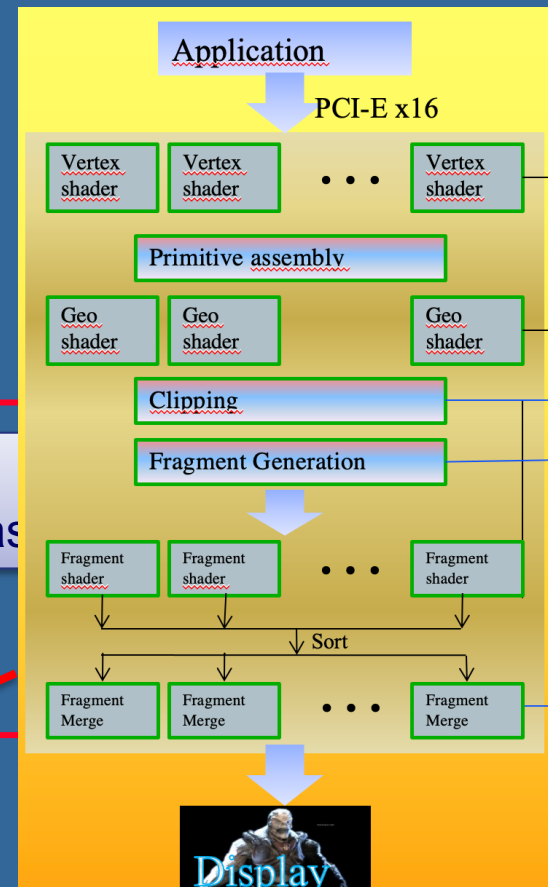 Application
PCI-E x16
Vertex
shader
Vertex
shader
• • •
Vertex
shader
Primitive assembly
Geo
shader
Geo
shader
Geo
shader
Clipping
Fragment Generation
as
Fragment
shader
Fragment
shader
• • •
Fragment
shader
Sort
Fragment
Merge
Fragment
Merge
• • •
Fragment
Merge
Display